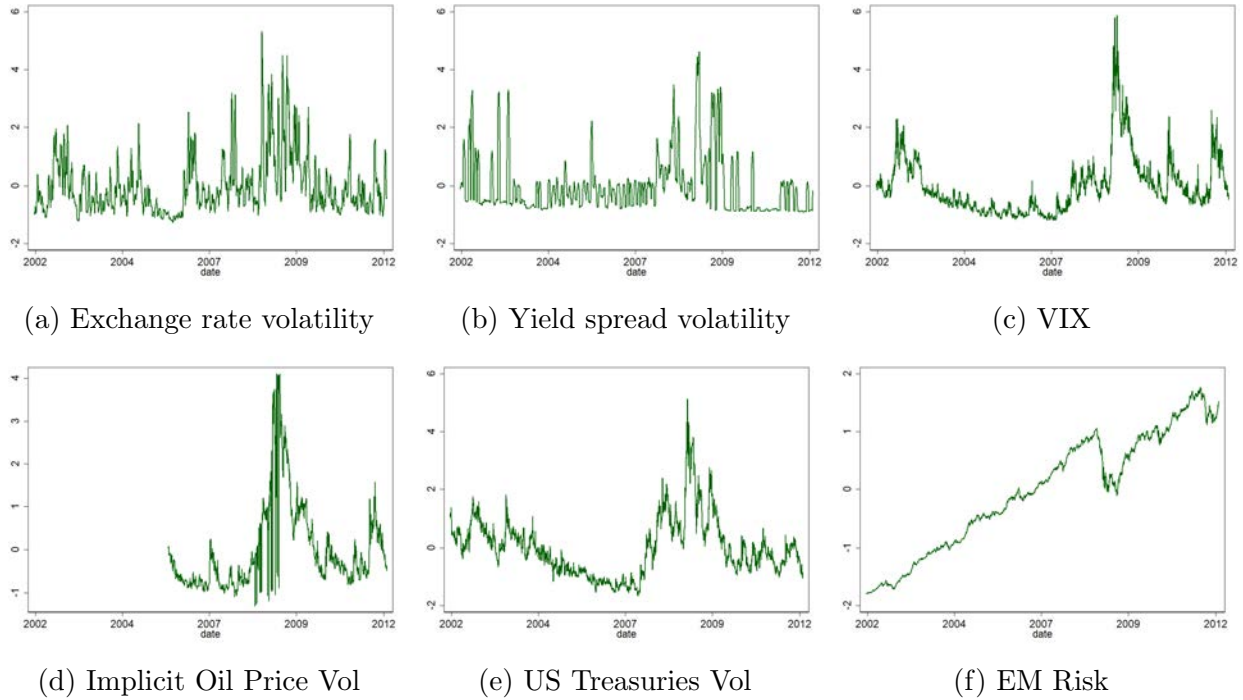 6
4
2
0
-2
2002 2004 2007 2009 2012
date
(a) Exchange rate volatility
6
4
2
0
-2
2002 2004 2007 2009 2012
date
(b) Yield spread volatility
6
4
2
0
-2
2002 2004 2007 2009 2012
date
(c) VIX
4
3
2
1
0
-1
2002 2004 2007 2009 2012
date
(d) Implicit Oil Price Vol
6
4
2
0
-2
2002 2004 2007 2009 2012
date
(e) US Treasuries Vol
2
1
0
-1
-2
2002 2004 2007 2009 2012
date
(f) EM Risk